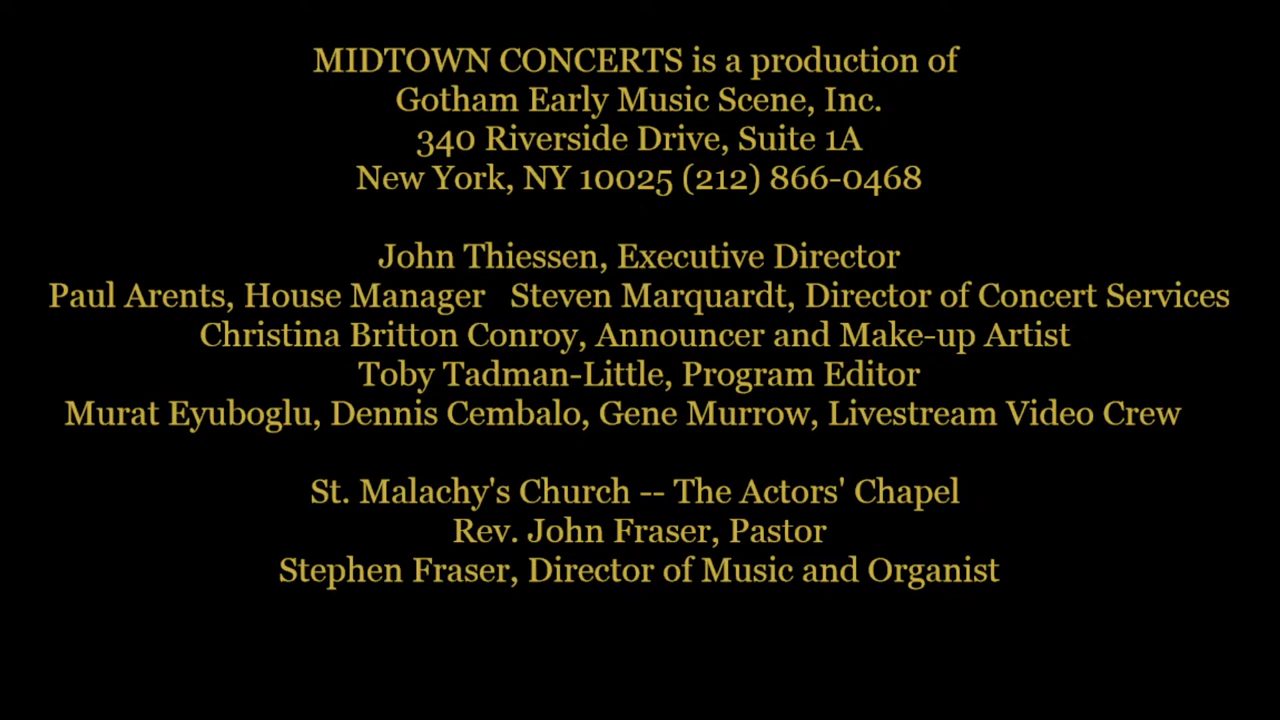 MIDTOWN CONCERTS is a production of
Gotham Early Music Scene, Inc.
340 Riverside Drive, Suite 1A
New York, NY 10025 (212) 866-0468
John Thiessen, Executive Director
Paul Arents, House Manager   Steven Marquardt, Director of Concert Services
Christina Britton Conroy, Announcer and Make-up Artist
Toby Tadman-Little, Program Editor
Murat Eyuboglu, Dennis Cembalo, Gene Murrow, Livestream Video Crew
St. Malachy's Church -- The Actors' Chapel
Rev. John Fraser, Pastor
Stephen Fraser, Director of Music and Organist